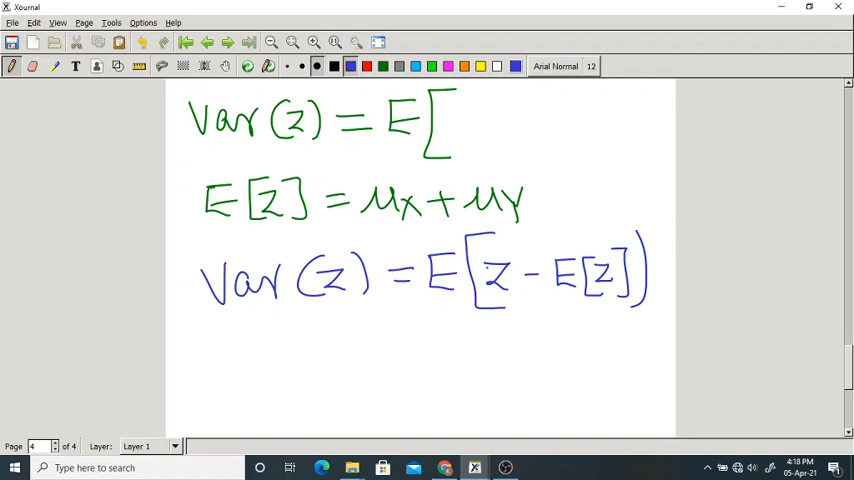 Xournal
File Edit View Page Tools Options Help
Arial Normal 12
Var(z) = E[
E[z] = μx + μy
Var(z) = E[(z - E[z])
Page 4 of 4 Layer: Layer 1
Type here to search
4:18 PM
05-Apr-21